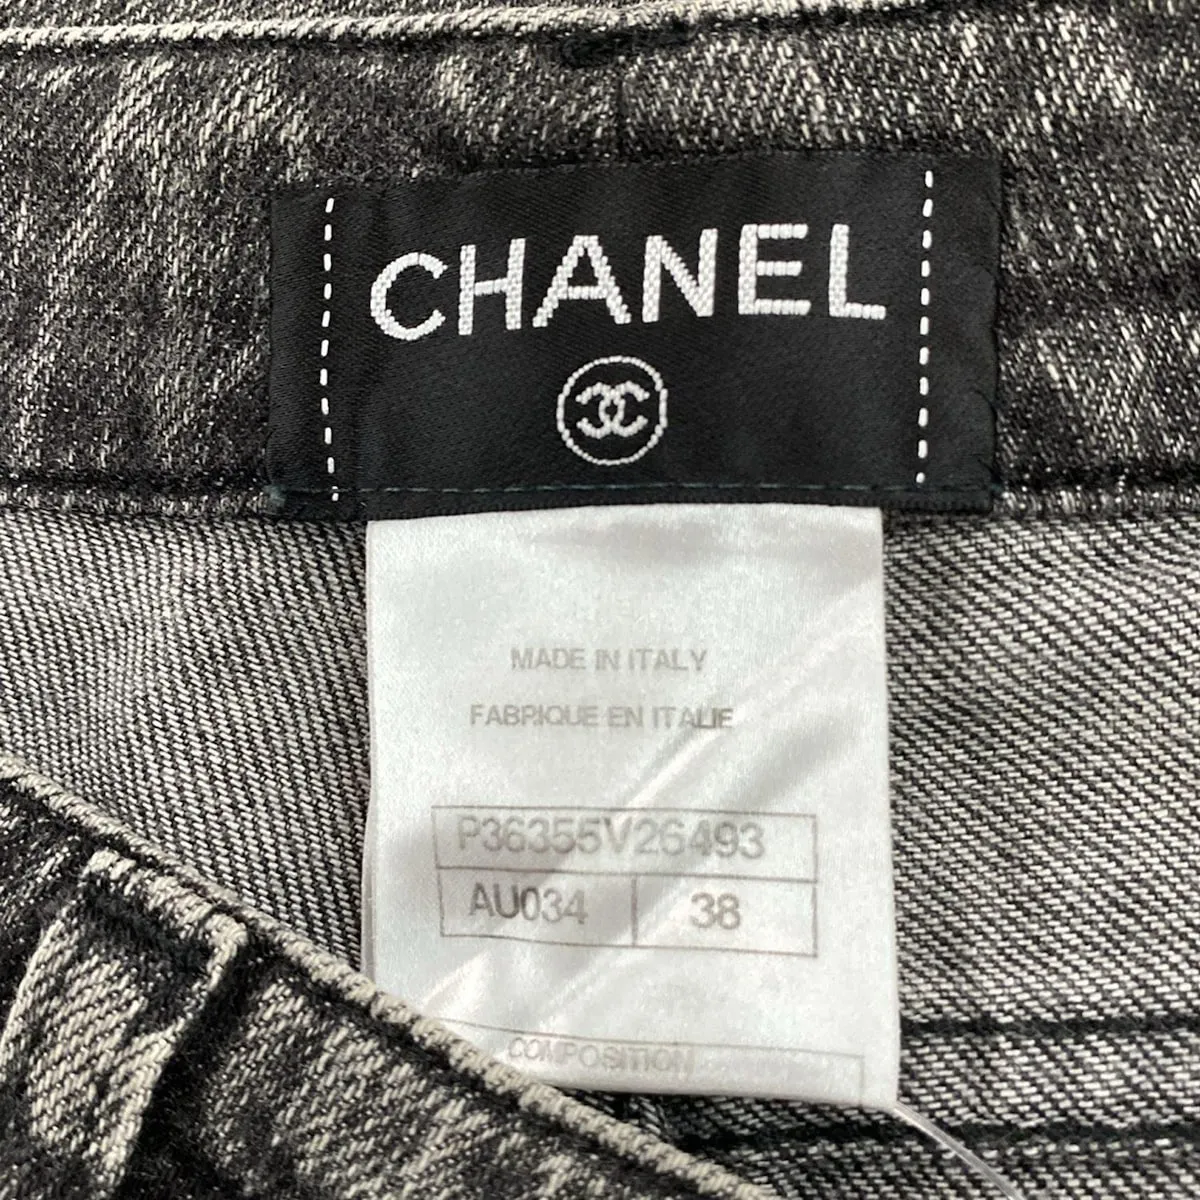 CHANEL
MADE IN ITALY
FABRIQUE EN ITALIE
P36355V26493
AU034 38
COMPOSITION